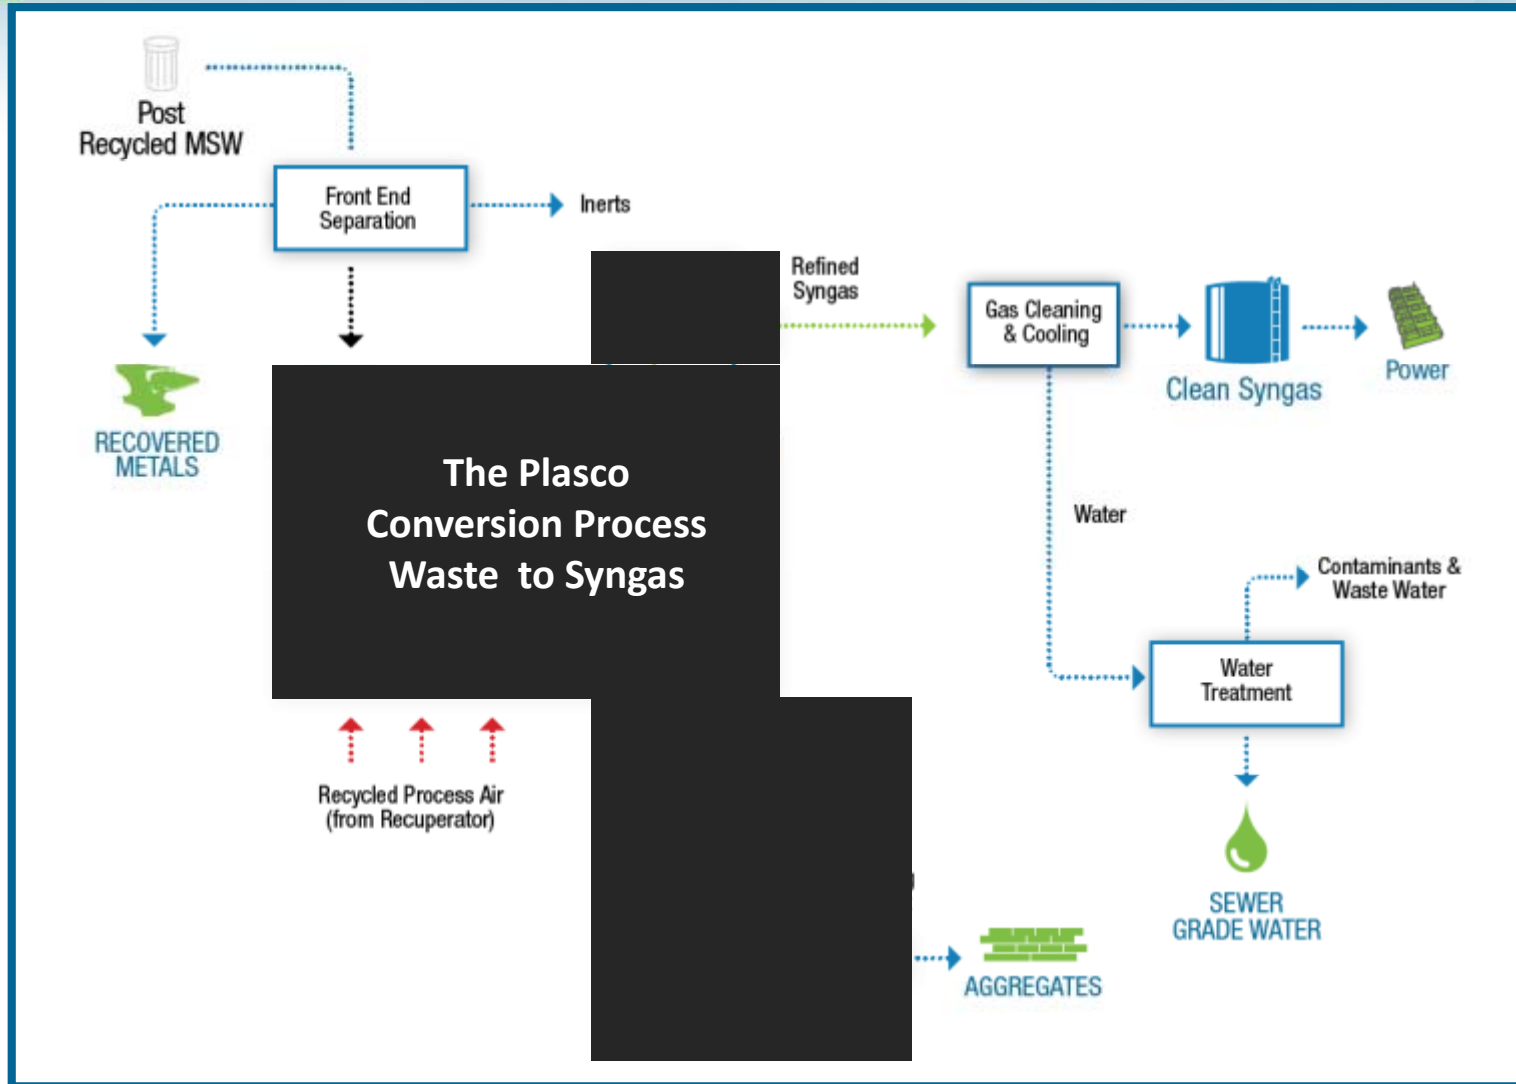 Post
Recycled MSW
Front End
Separation
Inerts
Refined
Syngas
Gas Cleaning
& Cooling
Clean Syngas
Power
RECOVERED
METALS
The Plasco
Conversion Process
Waste  to Syngas
Water
Contaminants &
Waste Water
Water
Treatment
Recycled Process Air
(from Recuperator)
SEWER
GRADE WATER
AGGREGATES